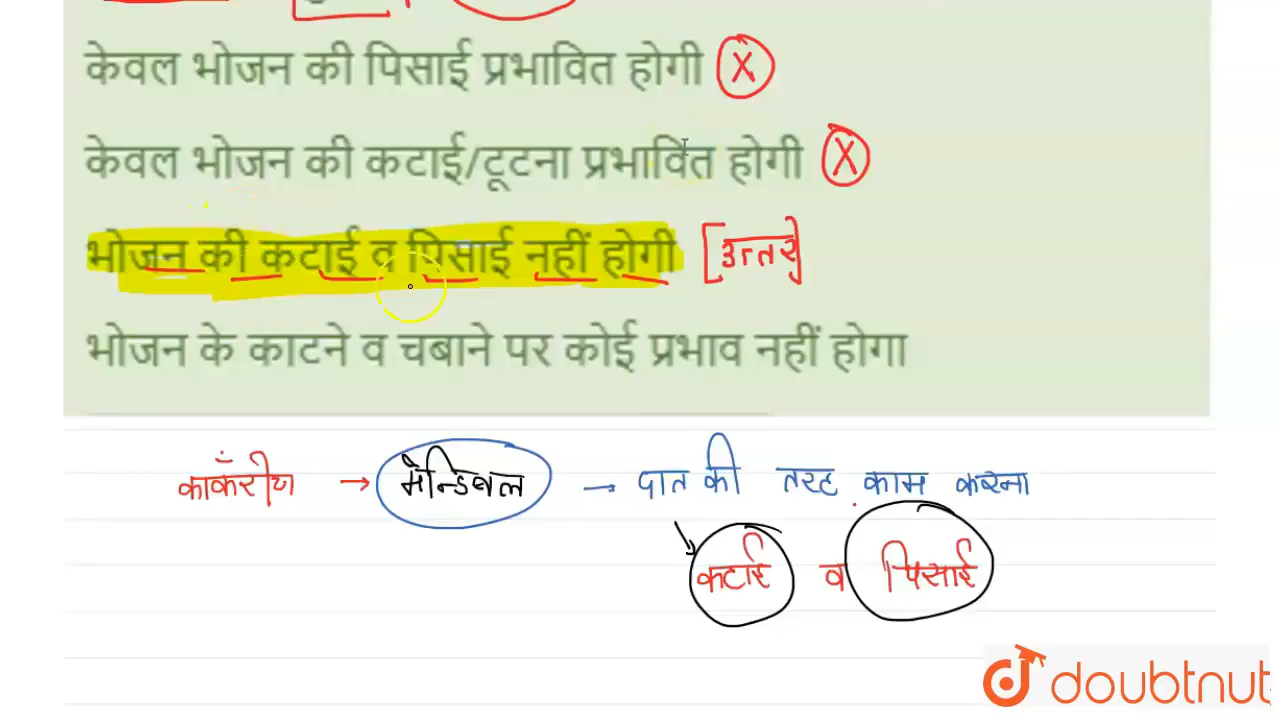 केवल भोजन की पिसाई प्रभावित होगी X
केवल भोजन की कटाई/टूटना प्रभावित होगी X
भोजन की कटाई व पिसाई नहीं होगी [उत्तर]
भोजन के काटने व चबाने पर कोई प्रभाव नहीं होगा
→ मेन्डिबल → दात की तरह काम करना
कटाई व पिसाई
doubtnut